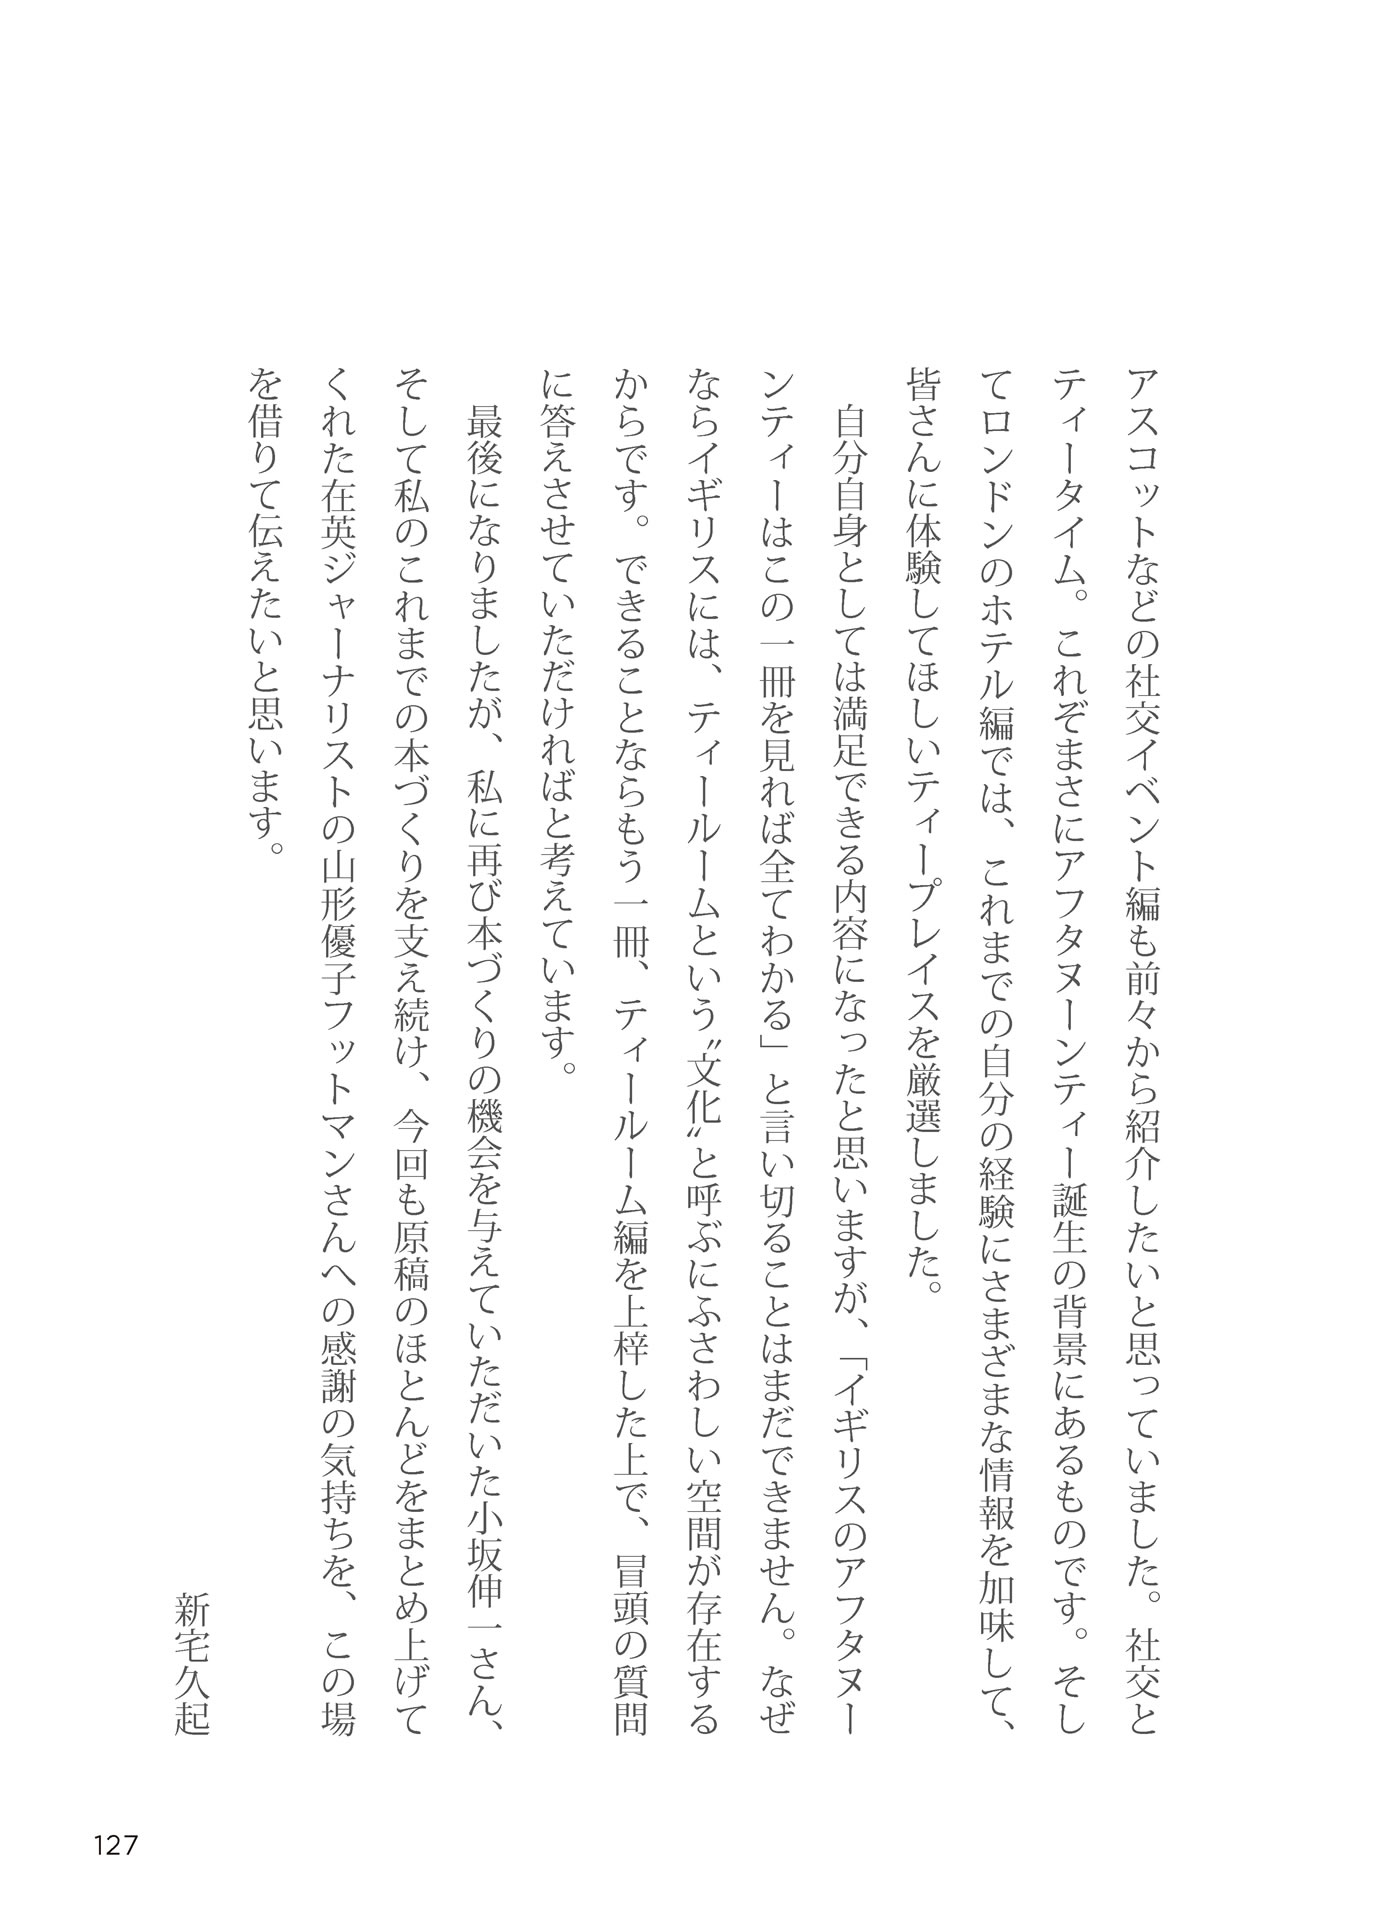 アスコットなどの社交イベント編も前々から紹介したいと思っていました。社交と
ティータイム。これぞまさにアフタヌーンティー誕生の背景にあるものです。そし
てロンドンのホテル編では、これまでの自分の経験にさまざまな情報を加味して、
皆さんに体験してほしいティープレイスを厳選しました。
　自分自身としては満足できる内容になったと思いますが、「イギリスのアフタヌー
ンティーはこの一冊を見れば全てわかる」と言い切ることはまだできません。なぜ
ならイギリスには、ティールームという〝文化〟と呼ぶにふさわしい空間が存在する
からです。できることならもう一冊、ティールーム編を上梓した上で、冒頭の質問
に答えさせていただければと考えています。
　最後になりましたが、私に再び本づくりの機会を与えていただいた小坂伸一さん、
そして私のこれまでの本づくりを支え続け、今回も原稿のほとんどをまとめ上げて
くれた在英ジャーナリストの山形優子フットマンさんへの感謝の気持ちを、この場
を借りて伝えたいと思います。
新宅久起
127